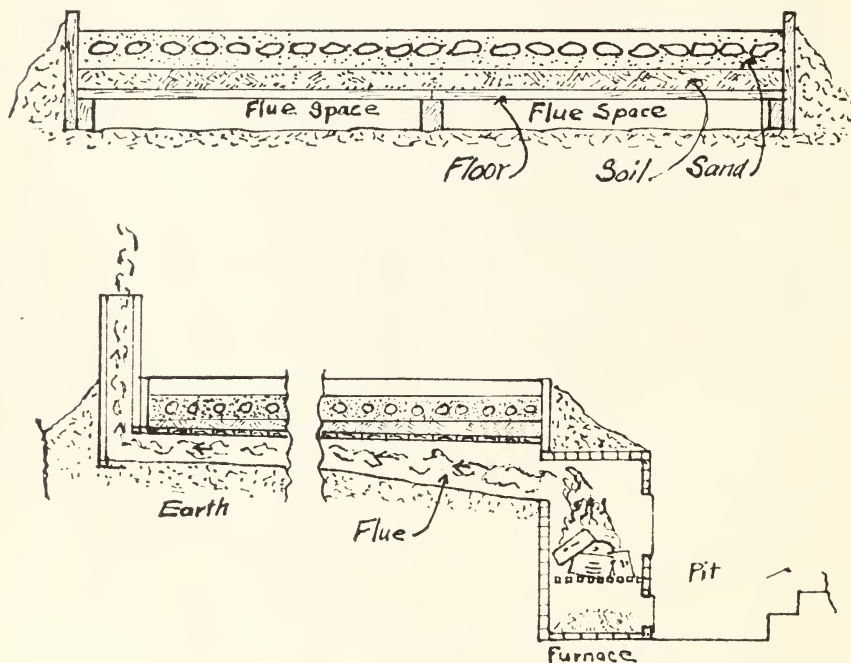 Flue Space Flue Space
Floor Soil Sand
Earth
Flue
Pit
Furnace